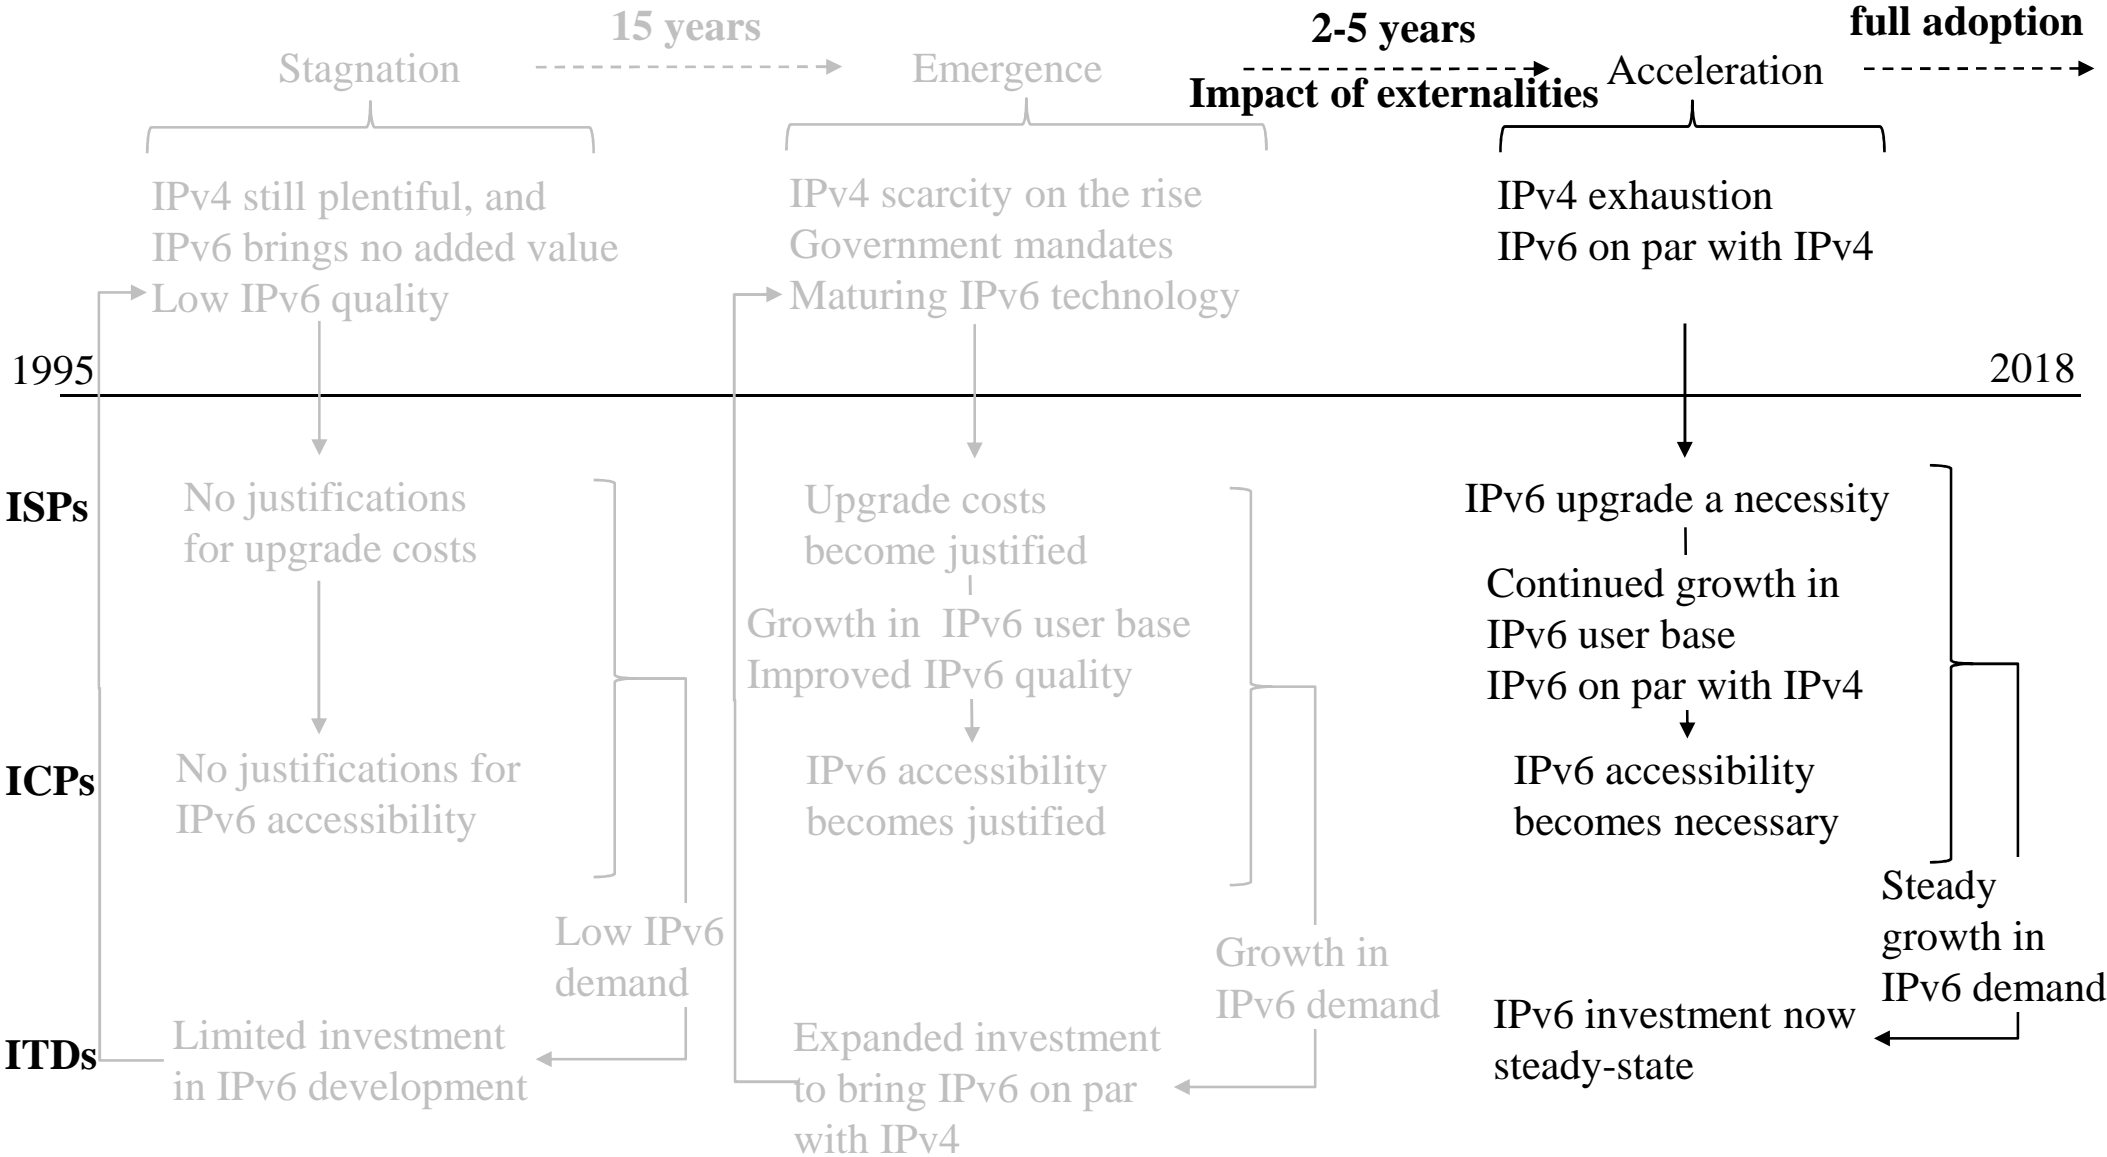 15 years
2-5 years
full adoption
Stagnation
Emergence
Acceleration
Impact of externalities
IPv4 still plentiful, and
IPv6 brings no added value
Low IPv6 quality
IPv4 scarcity on the rise
Government mandates
Maturing IPv6 technology
IPv4 exhaustion
IPv6 on par with IPv4
1995
2018
ISPs
No justifications
for upgrade costs
Upgrade costs
become justified
IPv6 upgrade a necessity
Growth in IPv6 user base
Improved IPv6 quality
Continued growth in
IPv6 user base
IPv6 on par with IPv4
ICPs
No justifications for
IPv6 accessibility
IPv6 accessibility
becomes justified
IPv6 accessibility
becomes necessary
Low IPv6
demand
Growth in
IPv6 demand
Steady
growth in
IPv6 demand
ITDs
Limited investment
in IPv6 development
Expanded investment
to bring IPv6 on par
with IPv4
IPv6 investment now
steady-state